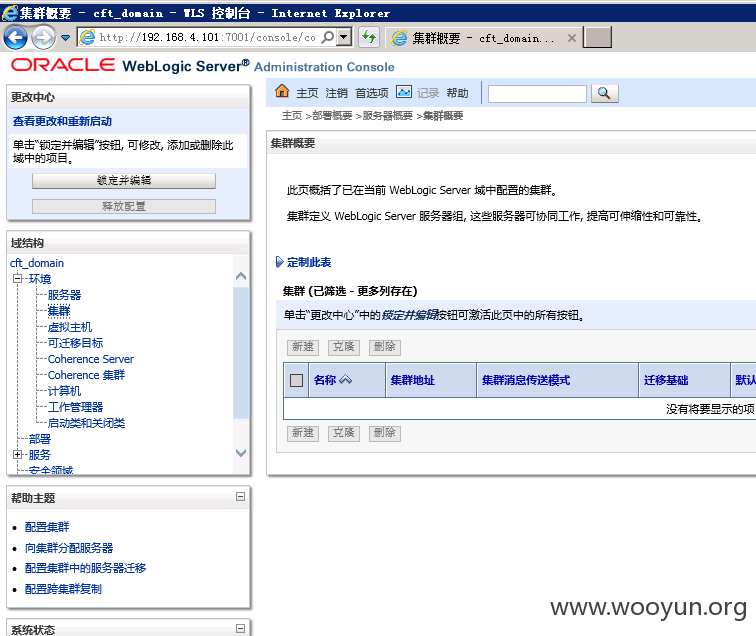 集群概要 - cft_domain - WLS 控制台 - Internet Explorer
http://192.168.4.101:7001/console/co
集群概要 - cft_domain...
ORACLE WebLogic Server® Administration Console
更改中心
查看更改和重新启动
单击“锁定并编辑”按钮, 可修改, 添加或删除此
域中的项目。
锁定并编辑
释放配置
域结构
cft_domain
环境
服务器
集群
虚拟主机
可迁移目标
Coherence Server
Coherence 集群
计算机
工作管理器
启动类和关闭类
部署
服务
安全领域
帮助主题
配置集群
向集群分配服务器
配置集群中的服务器迁移
配置跨集群复制
系统状态
主页 注销 首选项 记录 帮助
主页 >部署概要 >服务器概要 >集群概要
集群概要
此页概括了已在当前 WebLogic Server 域中配置的集群。
集群定义 WebLogic Server 服务器组, 这些服务器可协同工作, 提高可伸缩性和可靠性。
定制此表
集群 (已筛选 - 更多列存在)
单击“更改中心”中的锁定并编辑按钮可激活此页中的所有按钮。
新建 克隆 删除
名称 集群地址 集群消息传送模式 迁移基础 默认
没有将要显示的项
新建 克隆 删除
www.wooyun.org